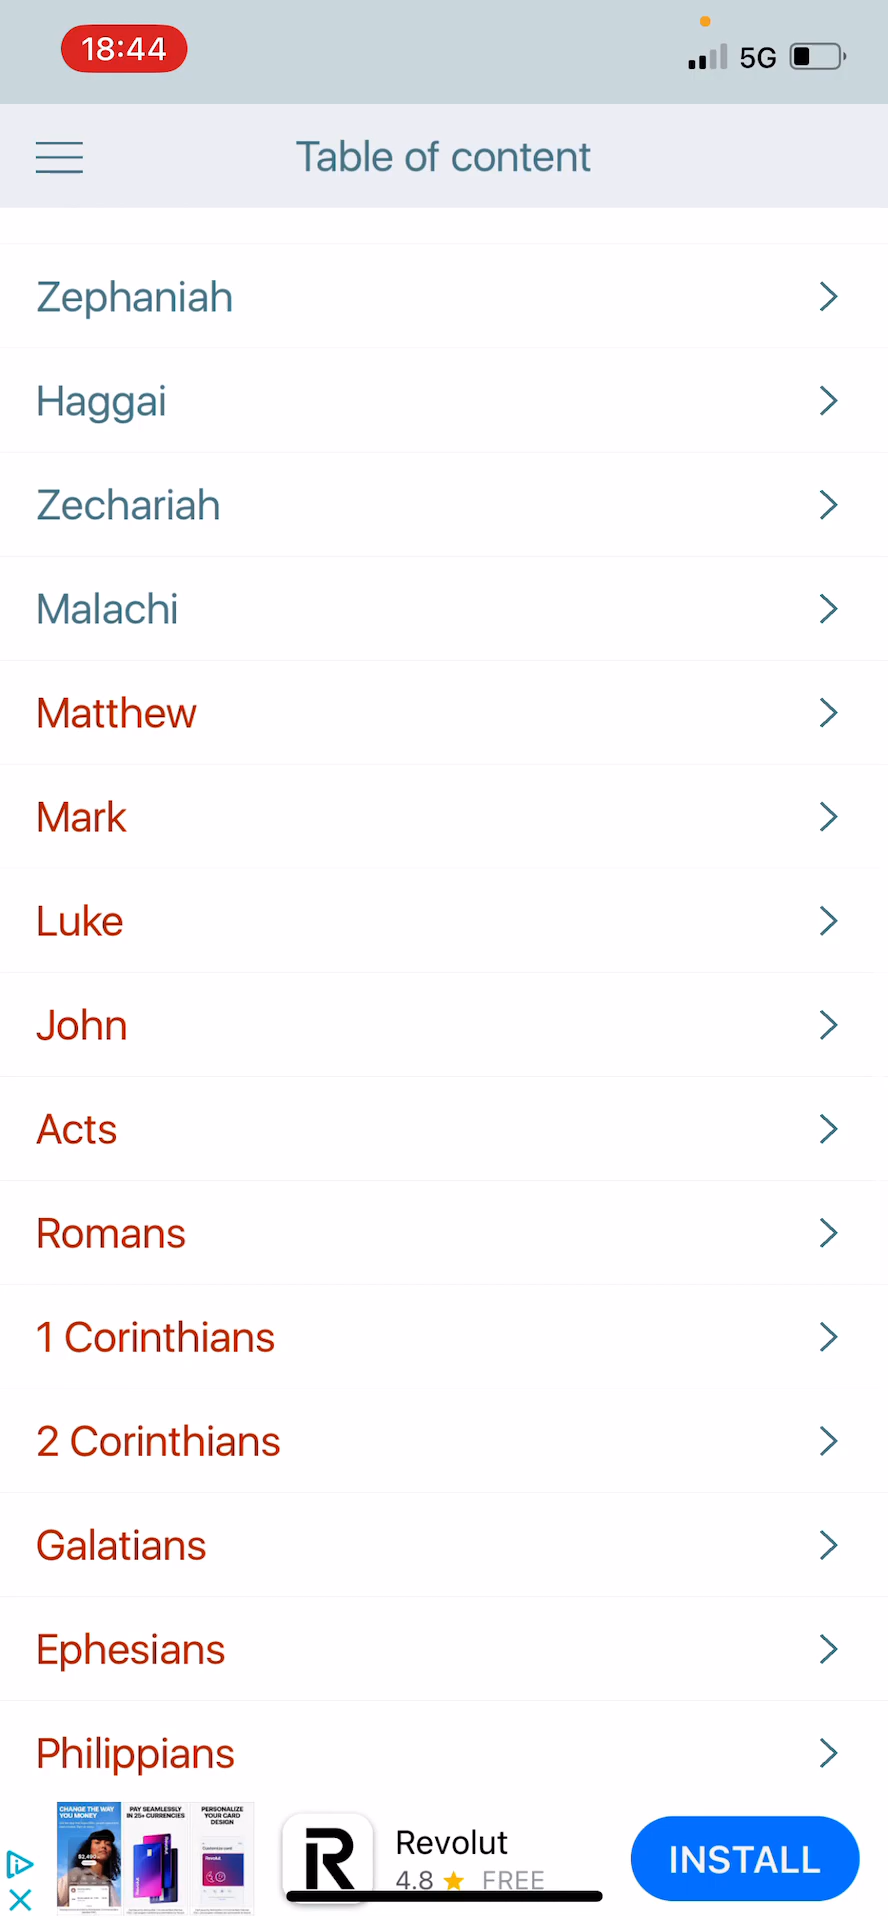 18:44
5G
Table of content
Zephaniah
Haggai
Zechariah
Malachi
Matthew
Mark
Luke
John
Acts
Romans
1 Corinthians
2 Corinthians
Galatians
Ephesians
Philippians
CHANGE THE WAY
YOU MONEY
PAY SEAMLESSLY
IN 25+ CURRENCIES
PERSONALIZE
YOUR CARD
DESIGN
Revolut
4.8 ★ FREE
INSTALL